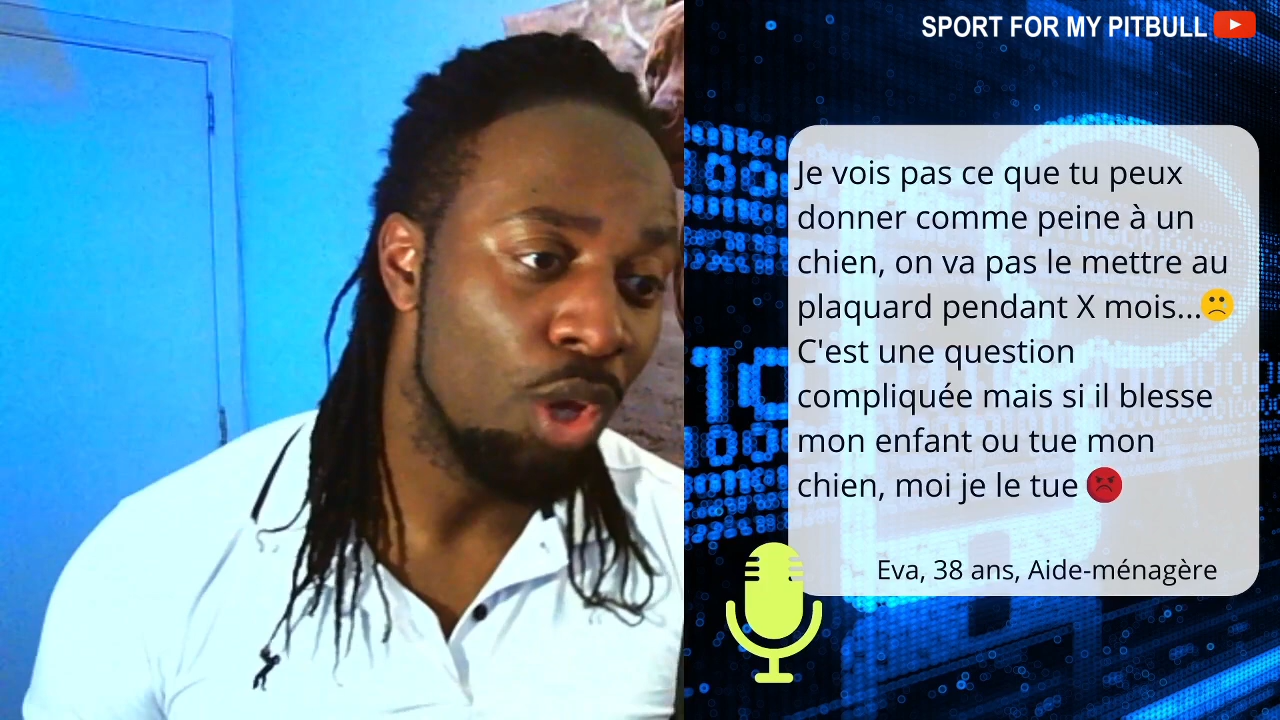 SPORT FOR MY PITBULL
Je vois pas ce que tu peux
donner comme peine à un
chien, on va pas le mettre au
plaquard pendant X mois...🙁
C'est une question
compliquée mais si il blesse
mon enfant ou tue mon
chien, moi je le tue 😡
Eva, 38 ans, Aide-ménagère